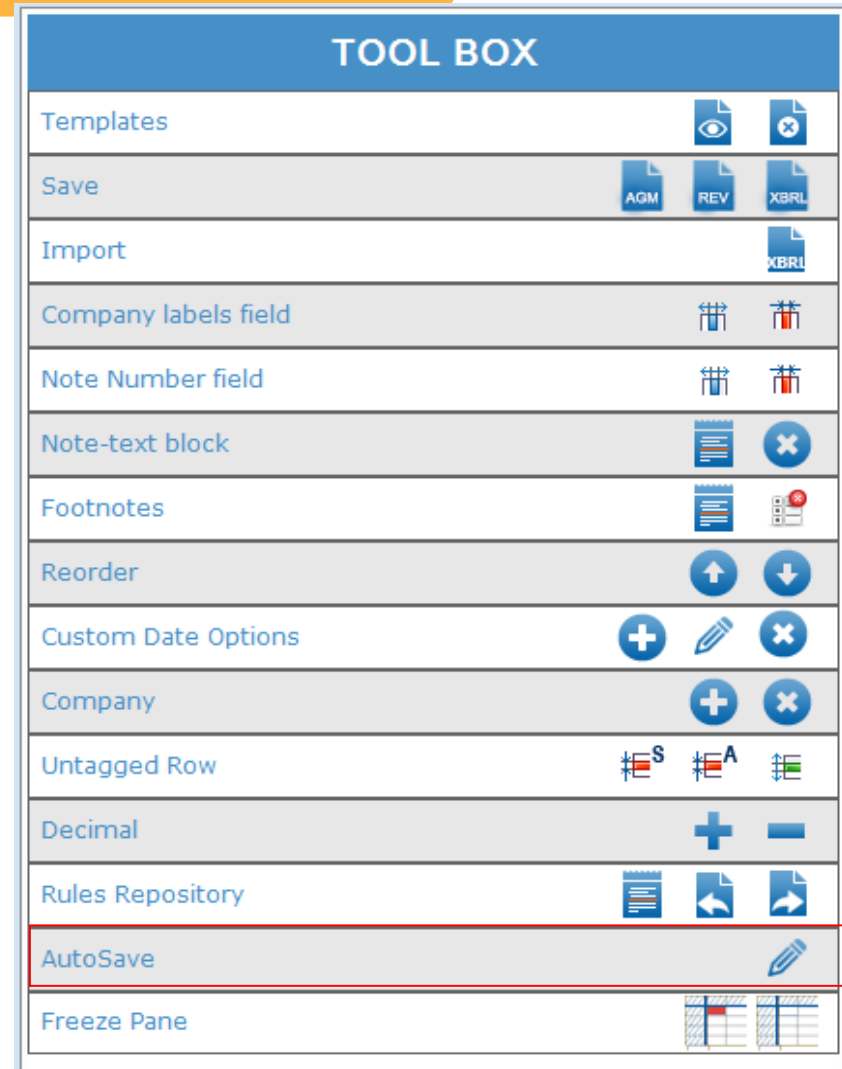 TOOL BOX
Templates
Save AGM REV XBRL
Import XBRL
Company labels field
Note Number field
Note-text block
Footnotes
Reorder
Custom Date Options
Company
Untagged Row S A
Decimal
Rules Repository
AutoSave
Freeze Pane